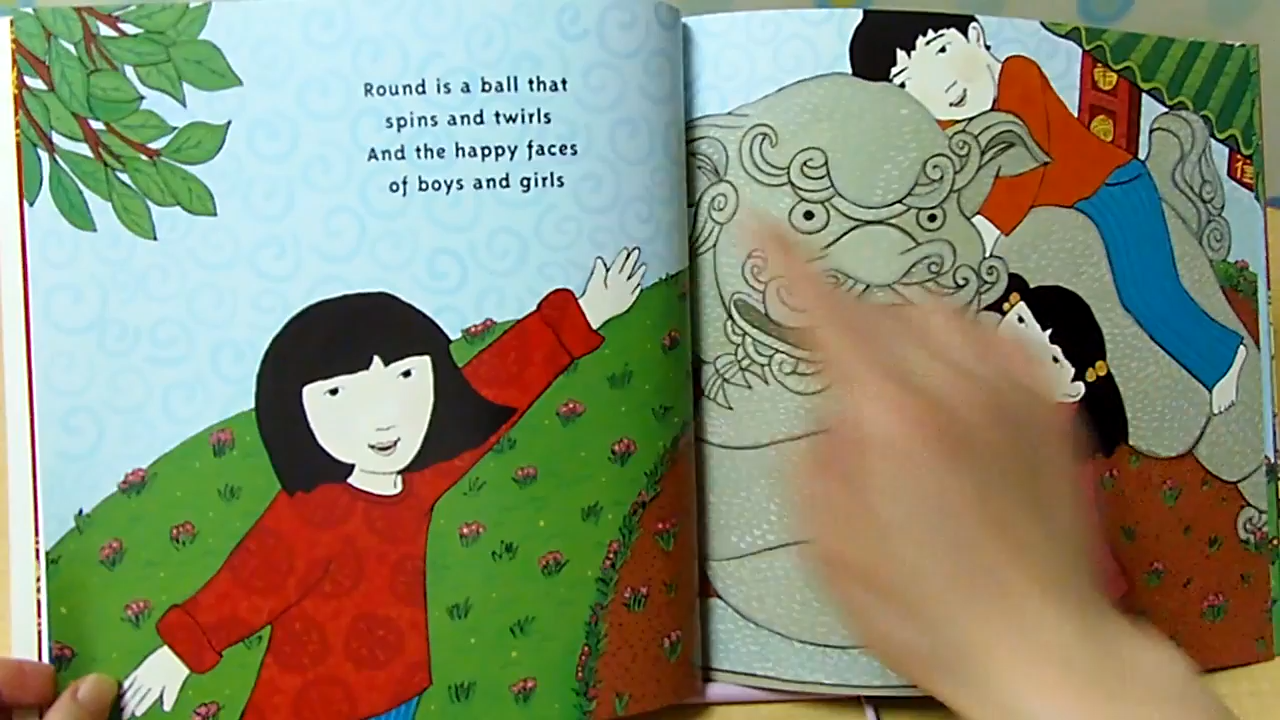 Round is a ball that
spins and twirls
And the happy faces
of boys and girls